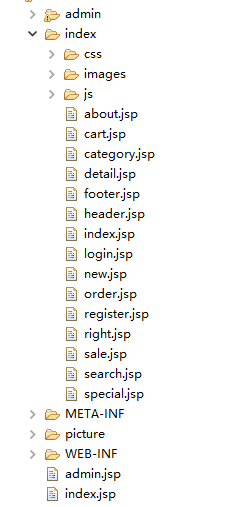 admin
index
css
images
js
about.jsp
cart.jsp
category.jsp
detail.jsp
footer.jsp
header.jsp
index.jsp
login.jsp
new.jsp
order.jsp
register.jsp
right.jsp
sale.jsp
search.jsp
special.jsp
META-INF
picture
WEB-INF
admin.jsp
index.jsp